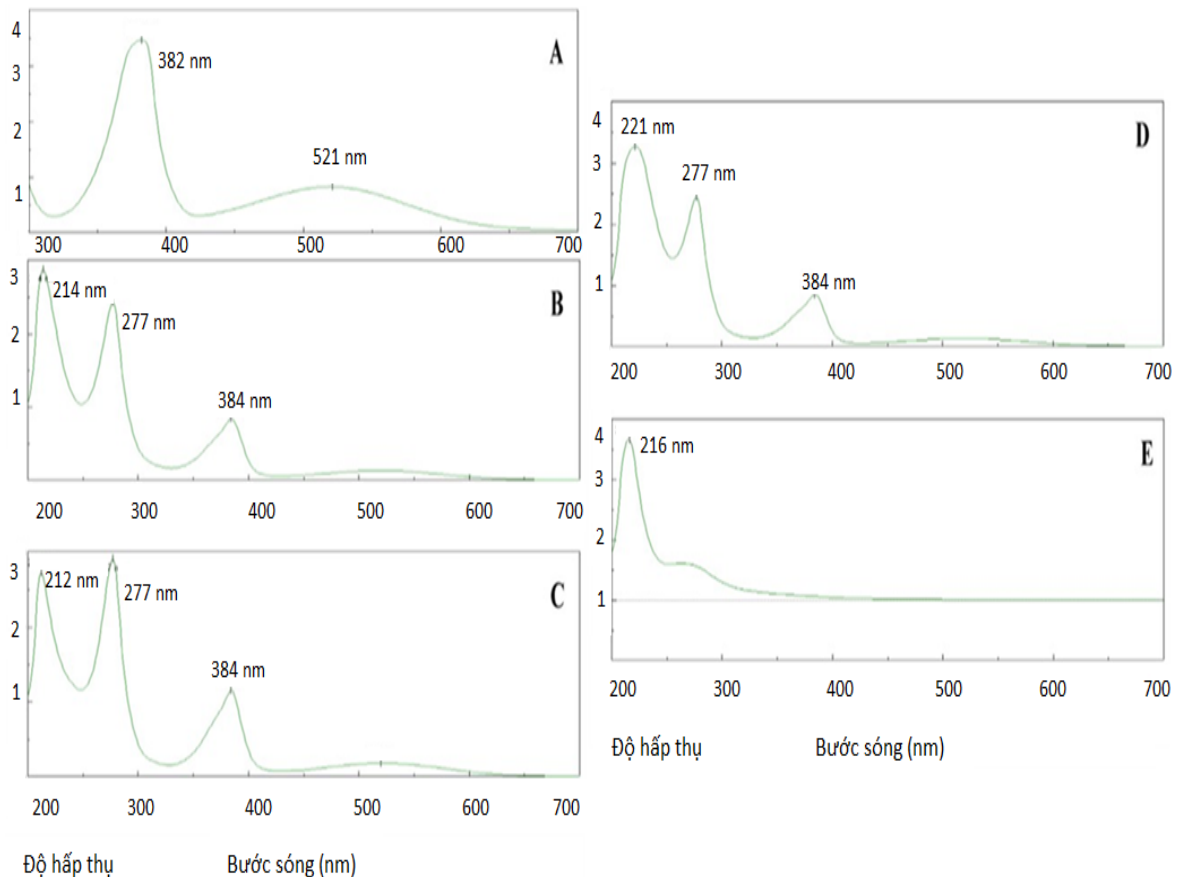 4
3
2
1
382 nm
521 nm
A
300 400 500 600 700
3
2
1
214 nm
277 nm
384 nm
B
200 300 400 500 600 700
3
2
1
212 nm
277 nm
384 nm
C
200 300 400 500 600 700
Độ hấp thụ Bước sóng (nm)
4
3
2
1
221 nm
277 nm
384 nm
D
200 300 400 500 600 700
4
3
2
1
216 nm
E
200 300 400 500 600 700
Độ hấp thụ Bước sóng (nm)